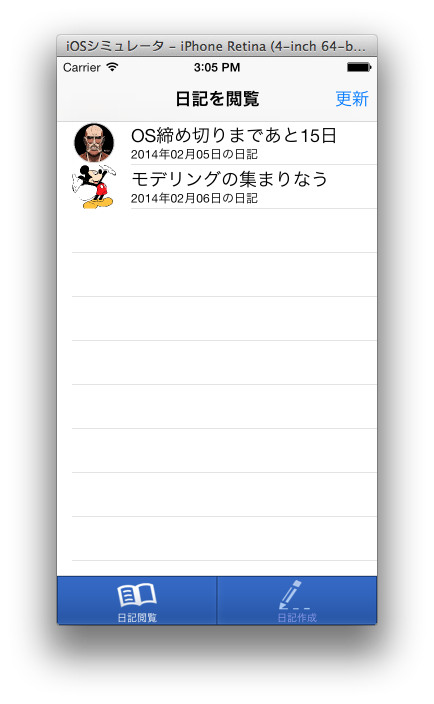 iOSシミュレータ – iPhone Retina (4-inch 64-b...
Carrier 3:05 PM
日記を閲覧 更新
OS締め切りまであと15日
2014年02月05日の日記
モデリングの集まりなう
2014年02月06日の日記
日記閲覧 日記作成